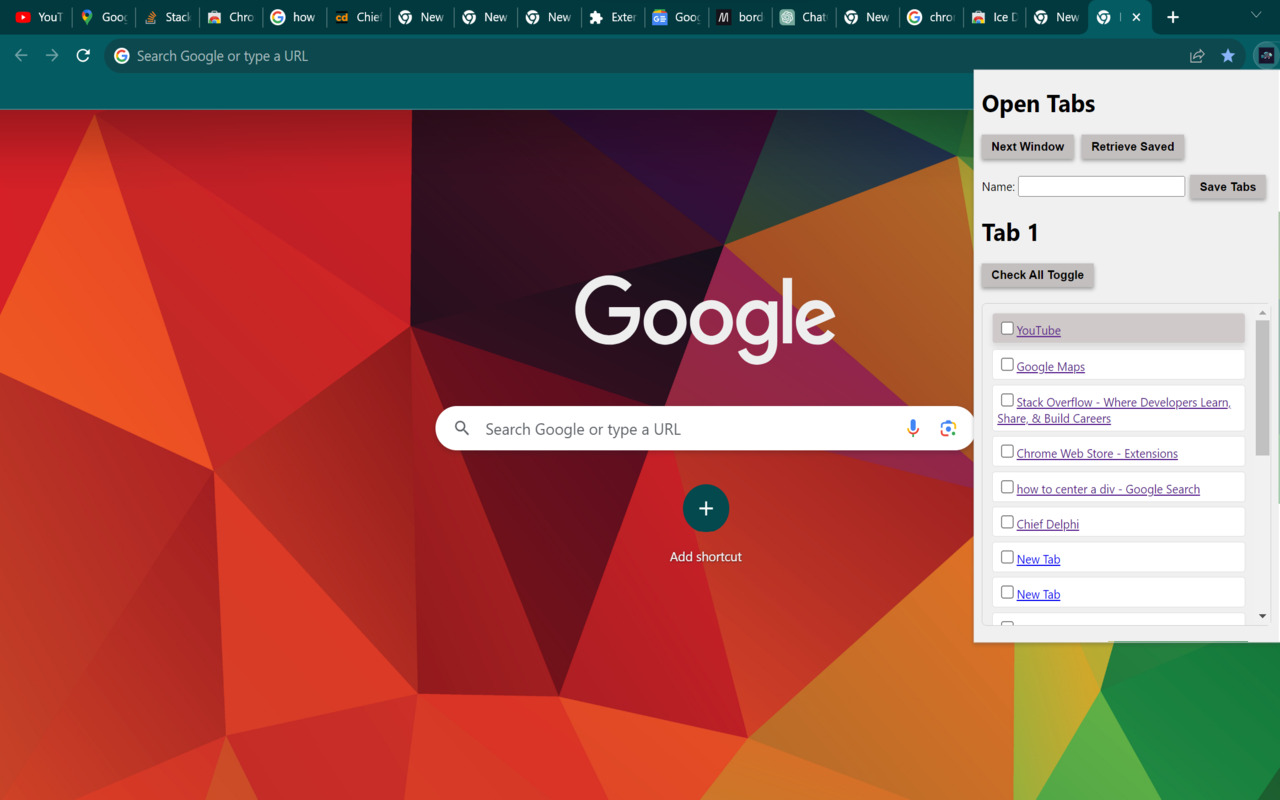 YouT
Goog
Stack
Chro
how
cd
Chief
New
New
New
Exter
Goog
M
bord
Chat
New
chro
Ice D
New
Search Google or type a URL
Open Tabs
Next Window
Retrieve Saved
Name:
Save Tabs
Tab 1
Check All Toggle
YouTube
Google Maps
Stack Overflow - Where Developers Learn,
Share, & Build Careers
Chrome Web Store - Extensions
how to center a div - Google Search
Chief Delphi
New Tab
New Tab
Google
Search Google or type a URL
Add shortcut